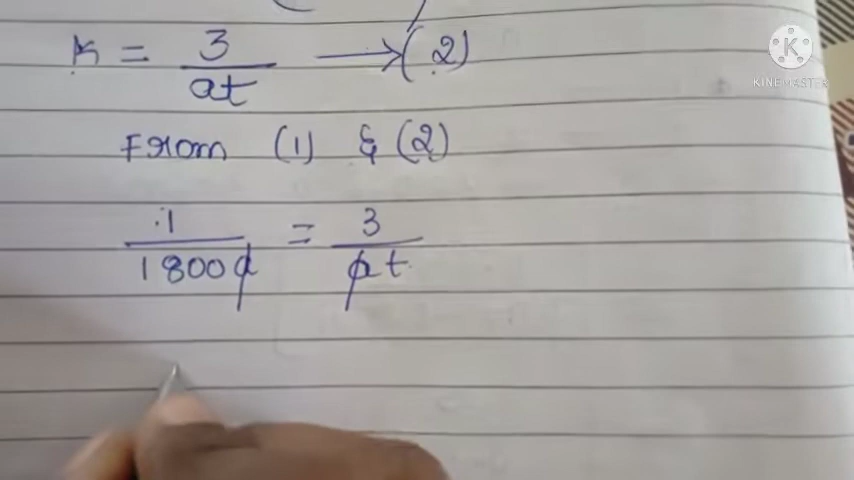 K = 3/at → (2)
K
KINEMASTER
From (1) & (2)
1/1800a = 3/at